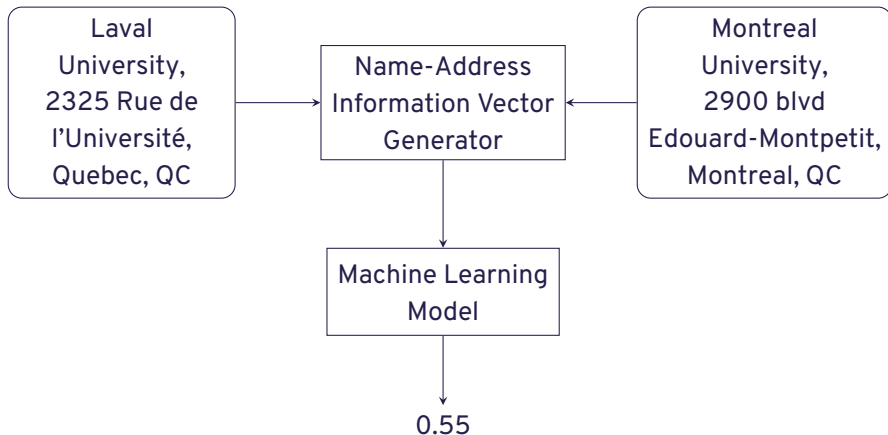 Laval
University,
2325 Rue de
l'Université,
Quebec, QC
Name-Address
Information Vector
Generator
Montreal
University,
2900 blvd
Edouard-Montpetit,
Montreal, QC
Machine Learning
Model
0.55